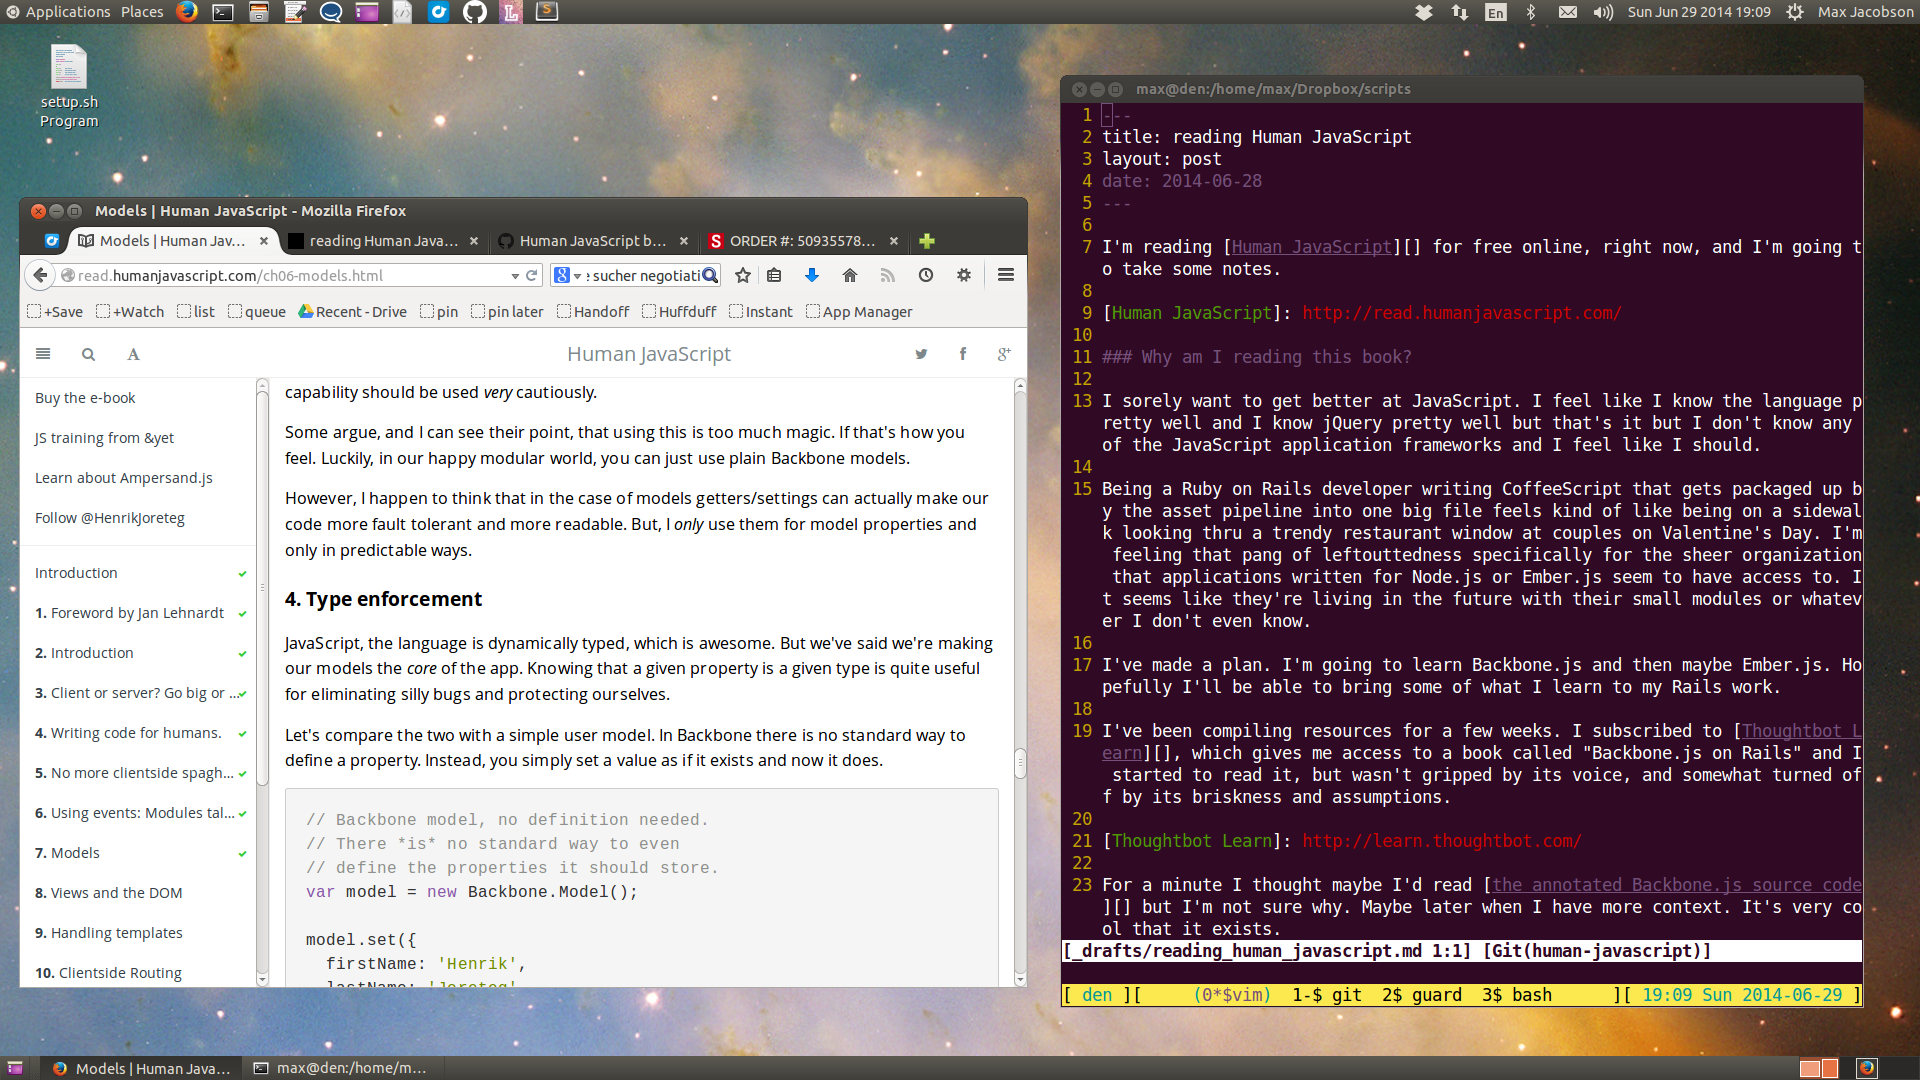 Applications Places
En
Sun Jun 29 2014 19:09
Max Jacobson
setup.sh
Program
Models | Human JavaScript - Mozilla Firefox
Models | Human Jav...
reading Human Java...
Human JavaScript b...
ORDER #: 50935578...
read.humanjavascript.com/ch06-models.html
e sucher negotiati
+Save
+Watch
list
queue
Recent - Drive
pin
pin later
Handoff
Huffduff
Instant
App Manager
A
Human JavaScript
Buy the e-book
JS training from &yet
Learn about Ampersand.js
Follow @HenrikJoreteg
Introduction
1. Foreword by Jan Lehnardt
2. Introduction
3. Client or server? Go big or ...
4. Writing code for humans.
5. No more clientside spagh...
6. Using events: Modules tal...
7. Models
8. Views and the DOM
9. Handling templates
10. Clientside Routing
capability should be used very cautiously.
Some argue, and I can see their point, that using this is too much magic. If that's how you
feel. Luckily, in our happy modular world, you can just use plain Backbone models.
However, I happen to think that in the case of models getters/settings can actually make our
code more fault tolerant and more readable. But, I only use them for model properties and
only in predictable ways.
4. Type enforcement
JavaScript, the language is dynamically typed, which is awesome. But we've said we're making
our models the core of the app. Knowing that a given property is a given type is quite useful
for eliminating silly bugs and protecting ourselves.
Let's compare the two with a simple user model. In Backbone there is no standard way to
define a property. Instead, you simply set a value as if it exists and now it does.
// Backbone model, no definition needed.
// There *is* no standard way to even
// define the properties it should store.
var model = new Backbone.Model();
model.set({
firstName: 'Henrik',
lastName: 'Joreteg'
max@den:/home/max/Dropbox/scripts
1 ---
2 title: reading Human JavaScript
3 layout: post
4 date: 2014-06-28
5 ---
6
7 I'm reading [Human JavaScript][] for free online, right now, and I'm going t
o take some notes.
8
9 [Human JavaScript]: http://read.humanjavascript.com/
10
11 ### Why am I reading this book?
12
13 I sorely want to get better at JavaScript. I feel like I know the language p
retty well and I know jQuery pretty well but that's it but I don't know any
of the JavaScript application frameworks and I feel like I should.
14
15 Being a Ruby on Rails developer writing CoffeeScript that gets packaged up b
y the asset pipeline into one big file feels kind of like being on a sidewal
k looking thru a trendy restaurant window at couples on Valentine's Day. I'm
feeling that pang of leftouttedness specifically for the sheer organization
that applications written for Node.js or Ember.js seem to have access to. I
t seems like they're living in the future with their small modules or whatev
er I don't even know.
16
17 I've made a plan. I'm going to learn Backbone.js and then maybe Ember.js. Ho
pefully I'll be able to bring some of what I learn to my Rails work.
18
19 I've been compiling resources for a few weeks. I subscribed to [Thoughtbot L
earn][], which gives me access to a book called "Backbone.js on Rails" and I
started to read it, but wasn't gripped by its voice, and somewhat turned of
f by its briskness and assumptions.
20
21 [Thoughtbot Learn]: http://learn.thoughtbot.com/
22
23 For a minute I thought maybe I'd read [the annotated Backbone.js source code
][] but I'm not sure why. Maybe later when I have more context. It's very co
ol that it exists.
[_drafts/reading_human_javascript.md 1:1] [Git(human-javascript)]
[ den ][ (0*$vim) 1-$ git 2$ guard 3$ bash ][ 19:09 Sun 2014-06-29 ]
Models | Human Java...
max@den:/home/m...